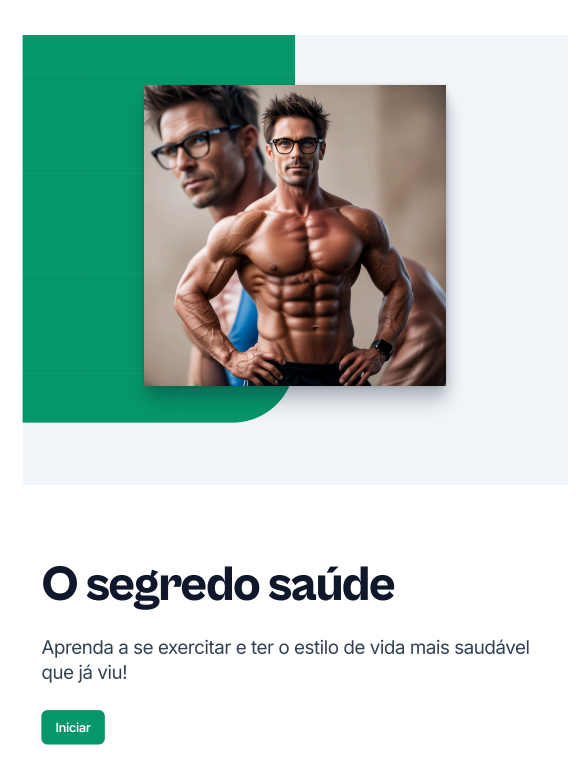 O segredo saúde
Aprenda a se exercitar e ter o estilo de vida mais saudável
que já viu!
Iniciar